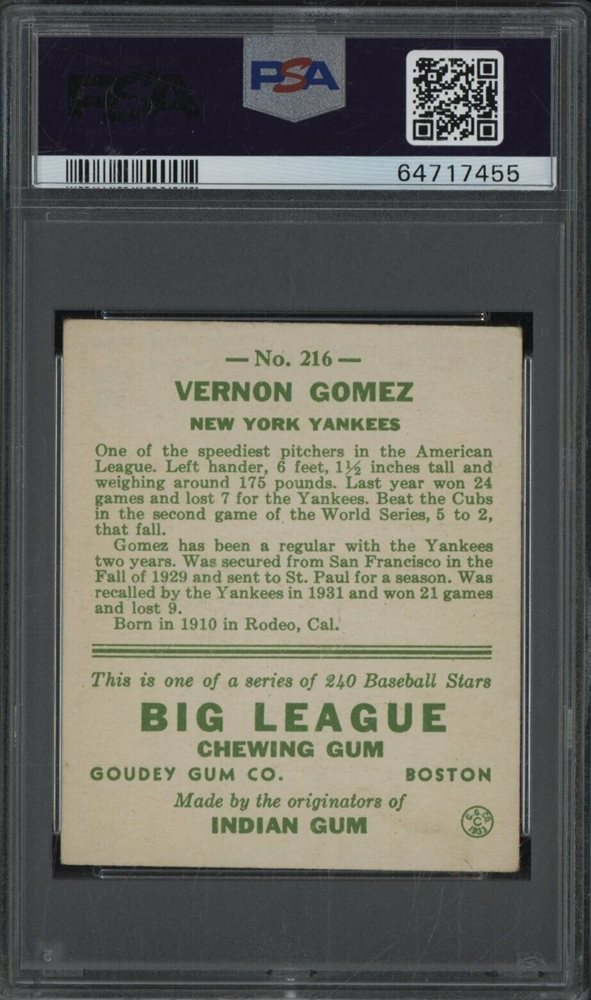 PSA
PSA
64717455
— No. 216 —
VERNON GOMEZ
NEW YORK YANKEES
One of the speediest pitchers in the American
League. Left hander, 6 feet, 1½ inches tall and
weighing around 175 pounds. Last year won 24
games and lost 7 for the Yankees. Beat the Cubs
in the second game of the World Series, 5 to 2,
that fall.
Gomez has been a regular with the Yankees
two years. Was secured from San Francisco in the
Fall of 1929 and sent to St. Paul for a season. Was
recalled by the Yankees in 1931 and won 21 games
and lost 9.
Born in 1910 in Rodeo, Cal.
This is one of a series of 240 Baseball Stars
BIG LEAGUE
CHEWING GUM
GOUDEY GUM CO. BOSTON
Made by the originators of
INDIAN GUM
G. G. CO.
C
1933